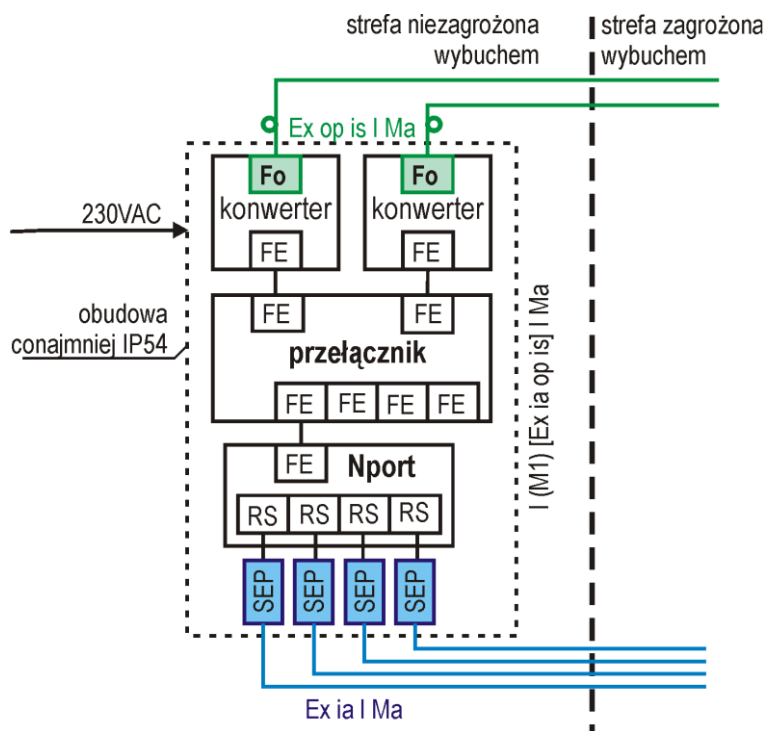 strefa niezagrożona
wybuchem
strefa zagrożona
wybuchem
Ex op is I Ma
Fo
Fo
konwerter
konwerter
230VAC
FE
FE
FE
FE
obudowa
conajmniej IP54
przełącznik
FE FE FE FE
FE
Nport
RS RS RS RS
SEP SEP SEP SEP
I (M1) [Ex ia op is] I Ma
Ex ia I Ma